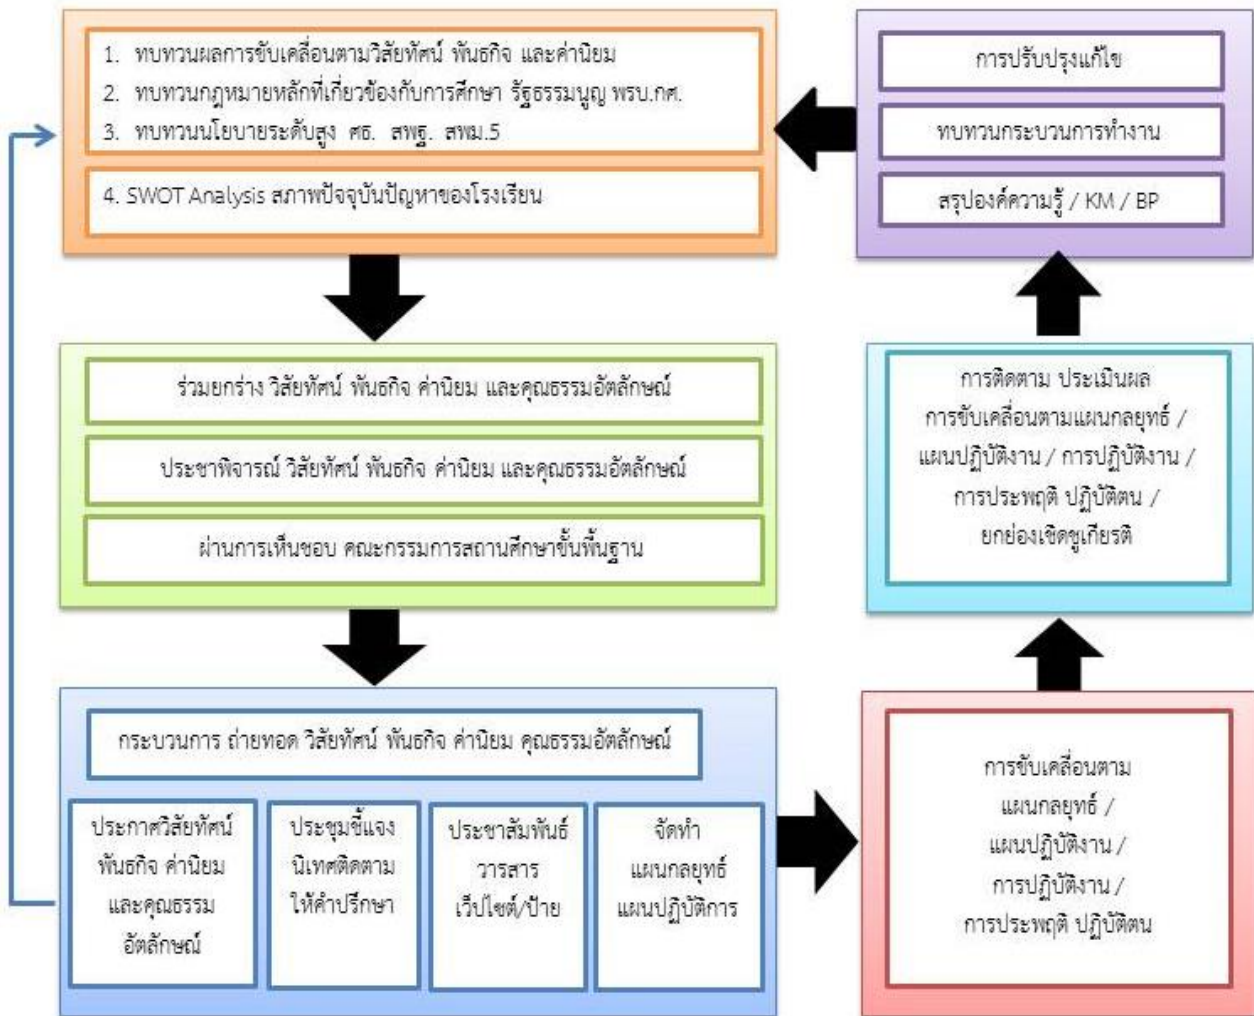 1. ทบทวนผลการขับเคลื่อนตามวิสัยทัศน์ พันธกิจ และค่านิยม
2. ทบทวนกฎหมายหลักที่เกี่ยวข้องกับการศึกษา รัฐธรรมนูญ พรบ.กศ.
3. ทบทวนนโยบายระดับสูง ศธ. สพฐ. สพม.5
4. SWOT Analysis สภาพปัจจุบันปัญหาของโรงเรียน
ร่วมยกร่าง วิสัยทัศน์ พันธกิจ ค่านิยม และคุณธรรมอัตลักษณ์
ประชาพิจารณ์ วิสัยทัศน์ พันธกิจ ค่านิยม และคุณธรรมอัตลักษณ์
ผ่านการเห็นชอบ คณะกรรมการสถานศึกษาขั้นพื้นฐาน
กระบวนการ ถ่ายทอด วิสัยทัศน์ พันธกิจ ค่านิยม คุณธรรมอัตลักษณ์
ประกาศวิสัยทัศน์
พันธกิจ ค่านิยม
และคุณธรรม
อัตลักษณ์
ประชุมชี้แจง
นิเทศติดตาม
ให้คำปรึกษา
ประชาสัมพันธ์
วารสาร
เว็ปไซต์/ป้าย
จัดทำ
แผนกลยุทธ์
แผนปฏิบัติการ
การขับเคลื่อนตาม
แผนกลยุทธ์ /
แผนปฏิบัติงาน /
การปฏิบัติงาน /
การประพฤติ ปฏิบัติตน
การติดตาม ประเมินผล
การขับเคลื่อนตามแผนกลยุทธ์ /
แผนปฏิบัติงาน / การปฏิบัติงาน /
การประพฤติ ปฏิบัติตน /
ยกย่องเชิดชูเกียรติ
การปรับปรุงแก้ไข
ทบทวนกระบวนการทำงาน
สรุปองค์ความรู้ / KM / BP